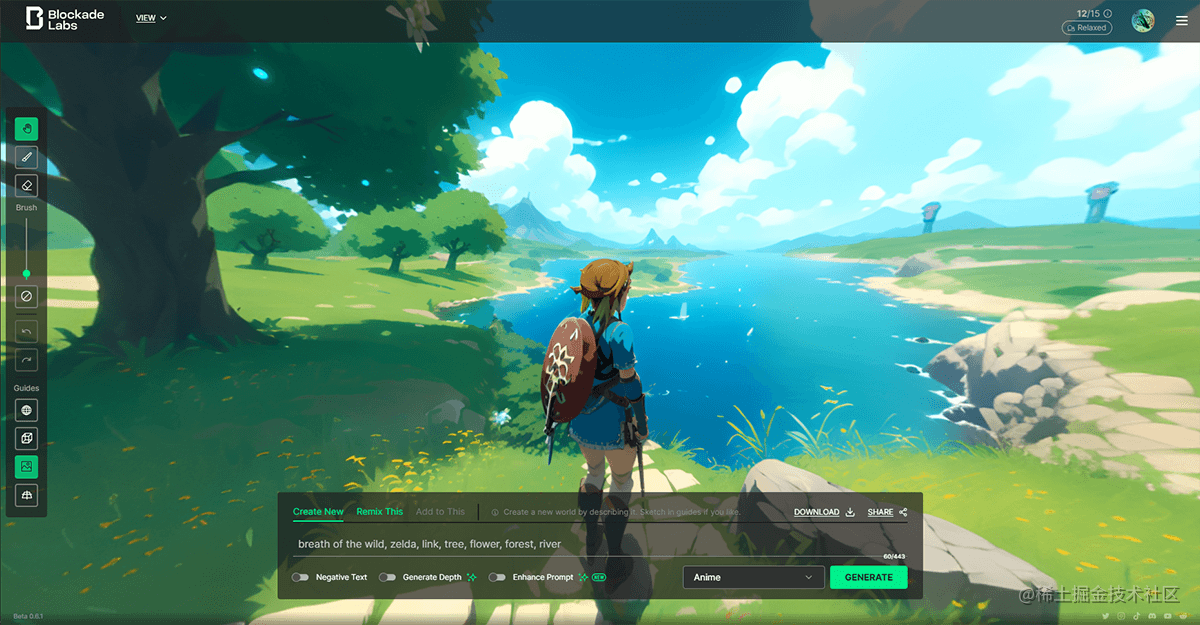 Blockade
Labs
VIEW
12/15
Relaxed
Brush
Guides
Create New
Remix This
Add to This
Create a new world by describing it. Sketch in guides if you like.
DOWNLOAD
SHARE
breath of the wild, zelda, link, tree, flower, forest, river
60/443
Negative Text
Generate Depth
Enhance Prompt
NEW
Anime
GENERATE
@稀土掘金技术社区
Beta 0.6.1